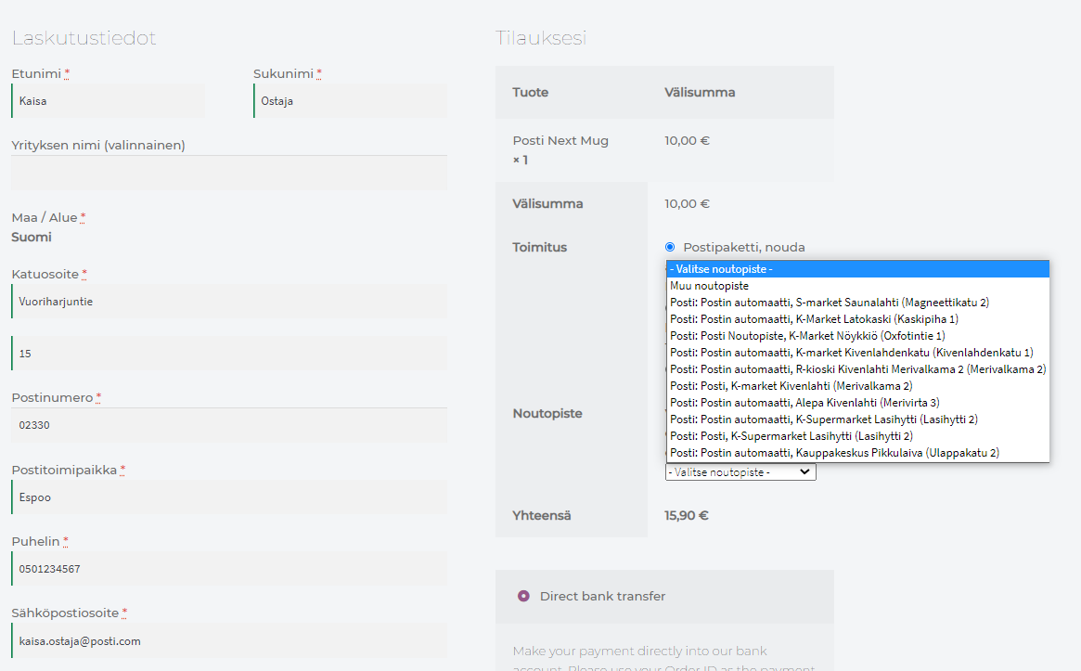 Laskutustiedot
Etunimi *
Sukunimi *
Kaisa
Ostaja
Yrityksen nimi (valinnainen)
Maa / Alue *
Suomi
Katuosoite *
Vuoriharjuntie
15
Postinumero *
02330
Postitoimipaikka *
Espoo
Puhelin *
0501234567
Sähköpostiosoite *
kaisa.ostaja@posti.com
Tilauksesi
Tuote
Välisumma
Posti Next Mug
× 1
10,00 €
Välisumma
10,00 €
Toimitus
Postipaketti, nouda
- Valitse noutopiste -
Muu noutopiste
Posti: Postin automaatti, S-market Saunalahti (Magneettikatu 2)
Posti: Postin automaatti, K-Market Latokaski (Kaskipiha 1)
Posti: Posti Noutopiste, K-Market Nöykkiö (Oxfotintie 1)
Posti: Postin automaatti, K-market Kivenlahdenkatu (Kivenlahdenkatu 1)
Posti: Postin automaatti, R-kioski Kivenlahti Merivalkama 2 (Merivalkama 2)
Posti: Posti, K-market Kivenlahti (Merivalkama 2)
Posti: Postin automaatti, Alepa Kivenlahti (Merivirta 3)
Posti: Postin automaatti, K-Supermarket Lasihytti (Lasihytti 2)
Posti: Posti, K-Supermarket Lasihytti (Lasihytti 2)
Posti: Postin automaatti, Kauppakeskus Pikkulaiva (Ulappakatu 2)
Noutopiste
- Valitse noutopiste -
Yhteensä
15,90 €
Direct bank transfer
Make your payment directly into our bank
account. Please use your Order ID as the payment